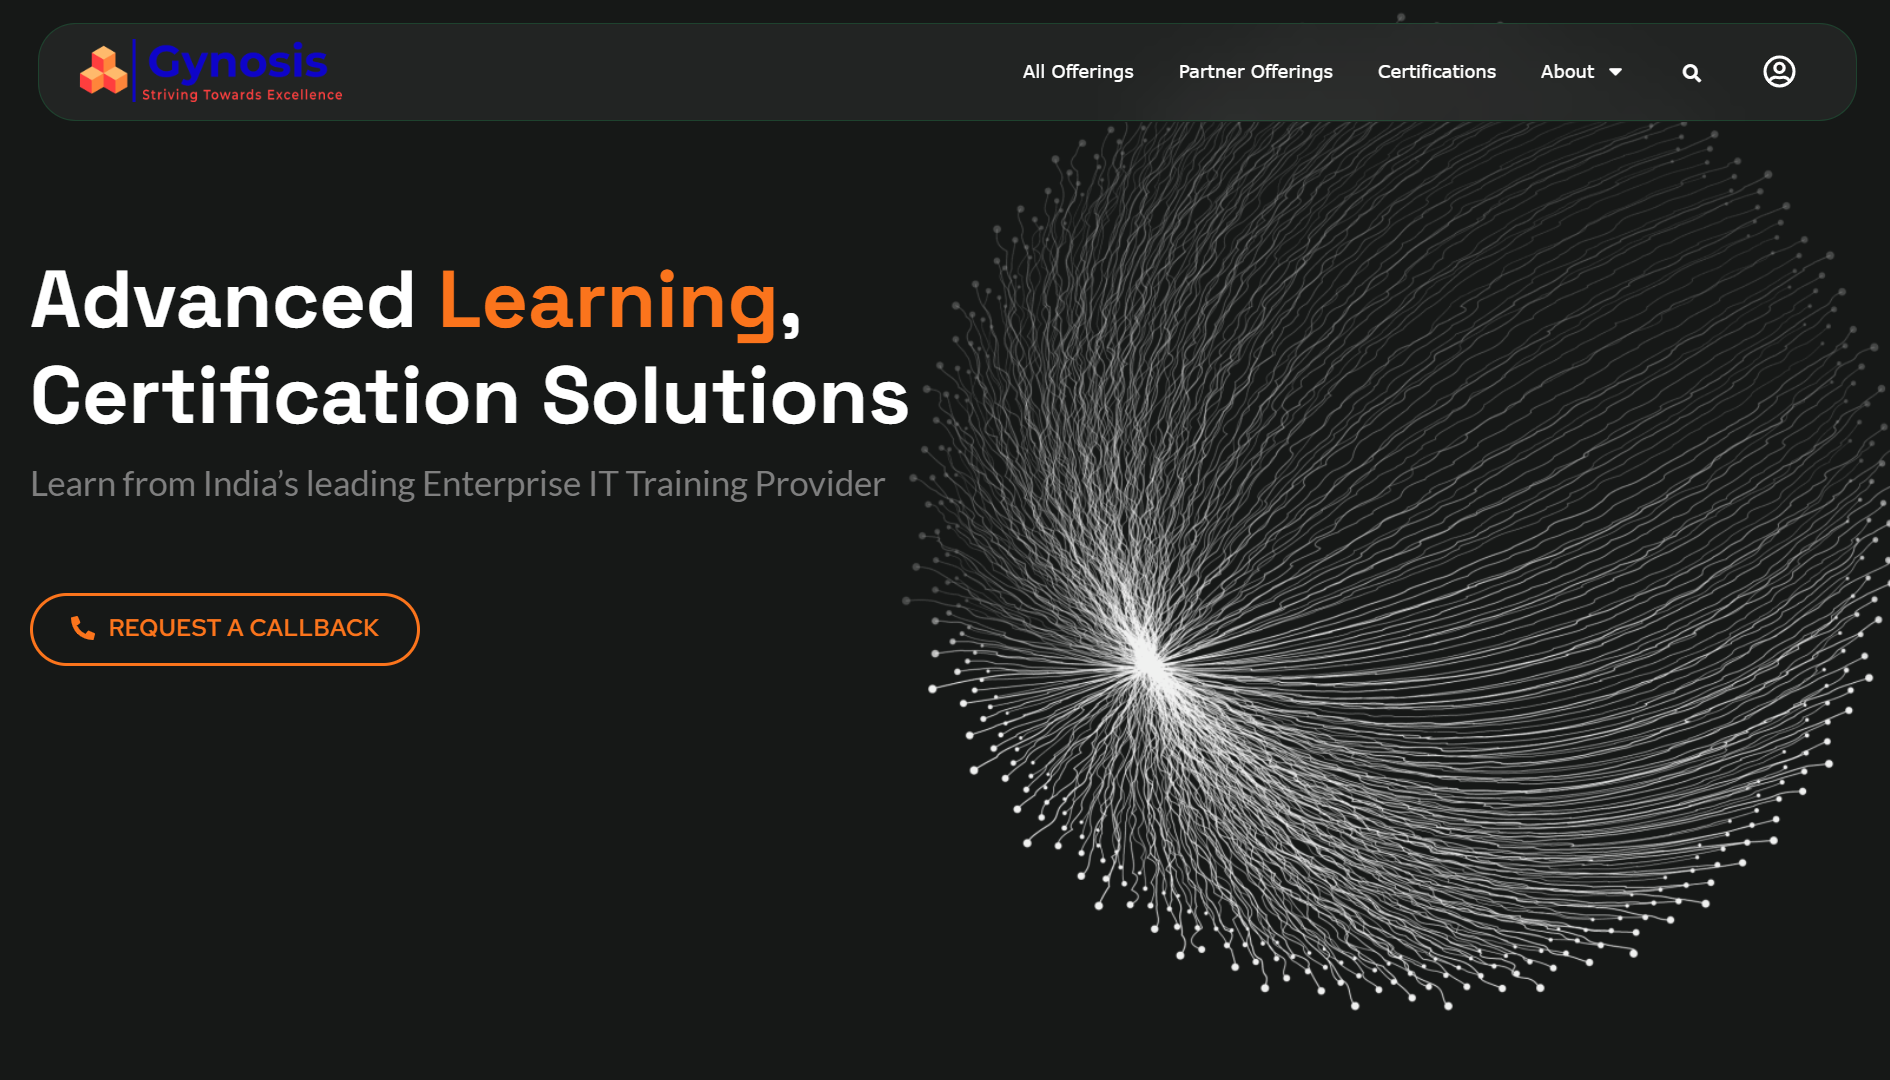 Gynosis
Striving Towards Excellence
All Offerings
Partner Offerings
Certifications
About
Advanced Learning,
Certification Solutions
Learn from India’s leading Enterprise IT Training Provider
REQUEST A CALLBACK